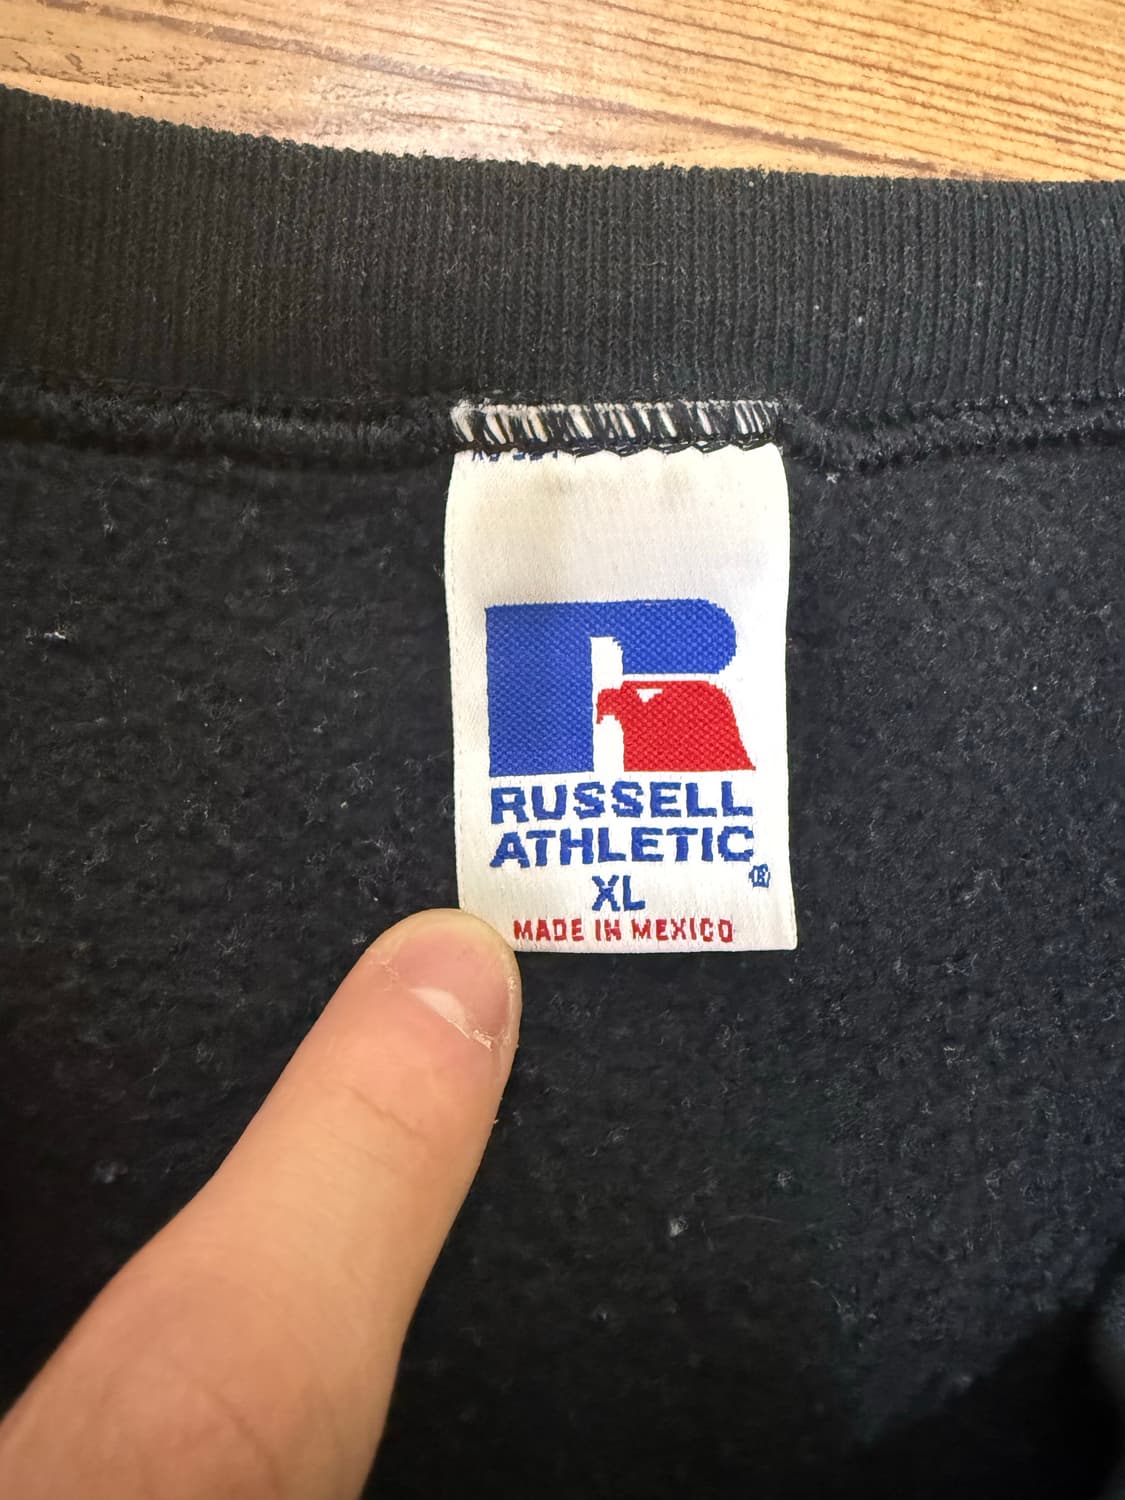 RUSSELL
ATHLETIC®
XL
MADE IN MEXICO